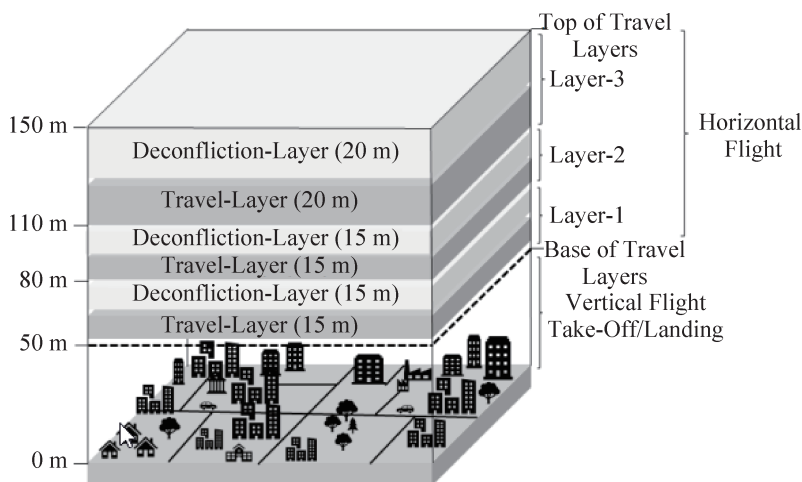 Top of Travel
Layers
Layer-3
150 m
Horizontal
Flight
Deconfliction-Layer (20 m)
Layer-2
Travel-Layer (20 m)
Layer-1
110 m
Deconfliction-Layer (15 m)
Base of Travel
Layers
Travel-Layer (15 m)
80 m
Deconfliction-Layer (15 m)
Vertical Flight
Take-Off/Landing
Travel-Layer (15 m)
50 m
0 m